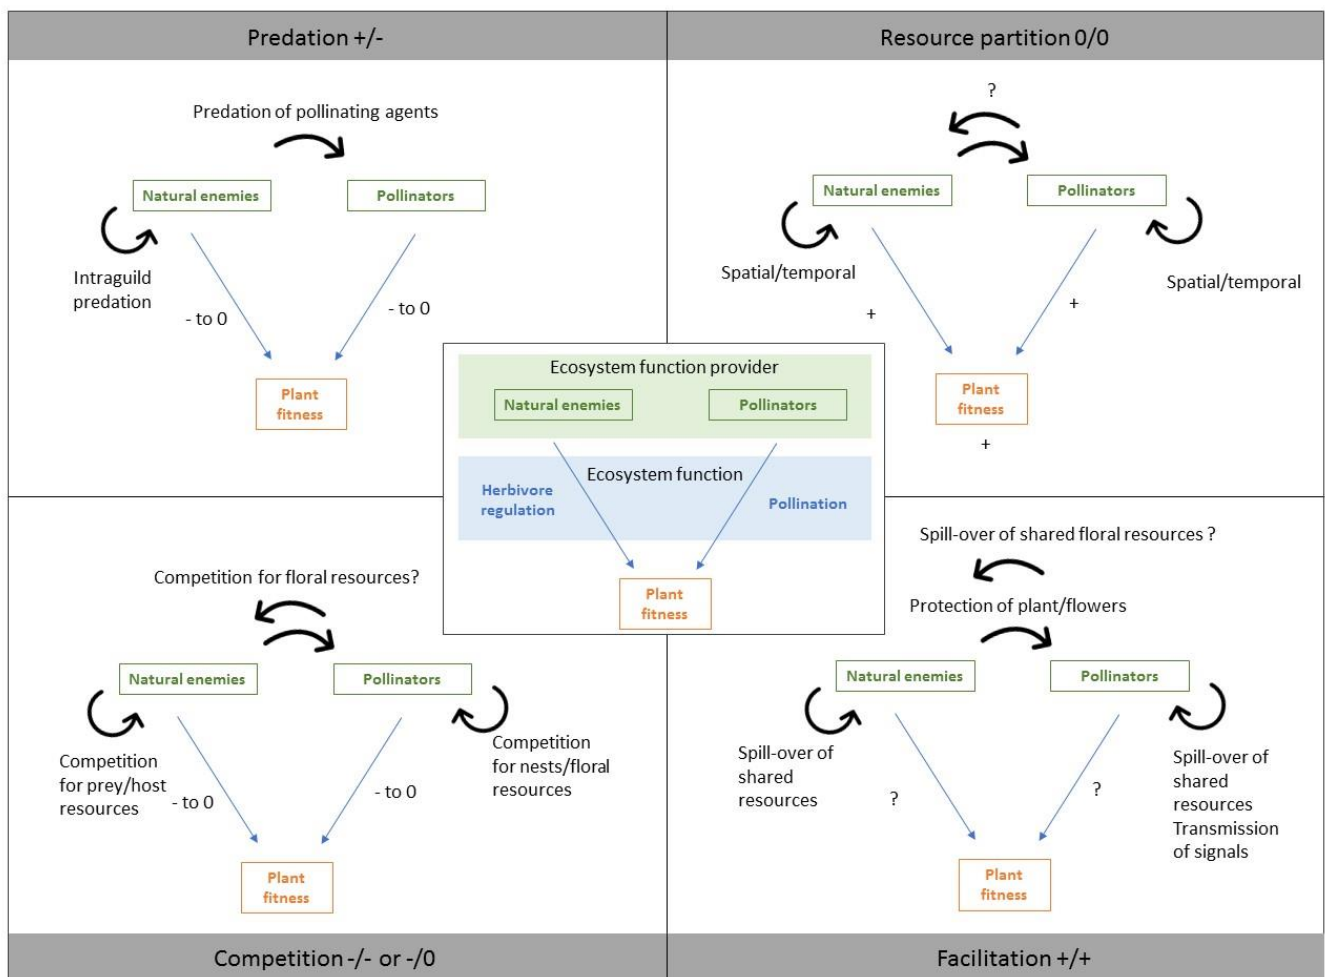 Predation +/-
Predation of pollinating agents
Natural enemies
Pollinators
Intraguild
predation
- to 0
- to 0
Plant
fitness
Resource partition 0/0
?
Natural enemies
Pollinators
Spatial/temporal
Spatial/temporal
+
+
Plant
fitness
+
Ecosystem function provider
Natural enemies
Pollinators
Ecosystem function
Herbivore
regulation
Pollination
Plant
fitness
Competition for floral resources?
Natural enemies
Pollinators
Competition
for prey/host
resources
Competition
for nests/floral
resources
- to 0
- to 0
Plant
fitness
Competition -/- or -/0
Spill-over of shared floral resources ?
Protection of plant/flowers
Natural enemies
Pollinators
Spill-over of
shared
resources
Spill-over of
shared
resources
Transmission
of signals
?
?
Plant
fitness
Facilitation +/+